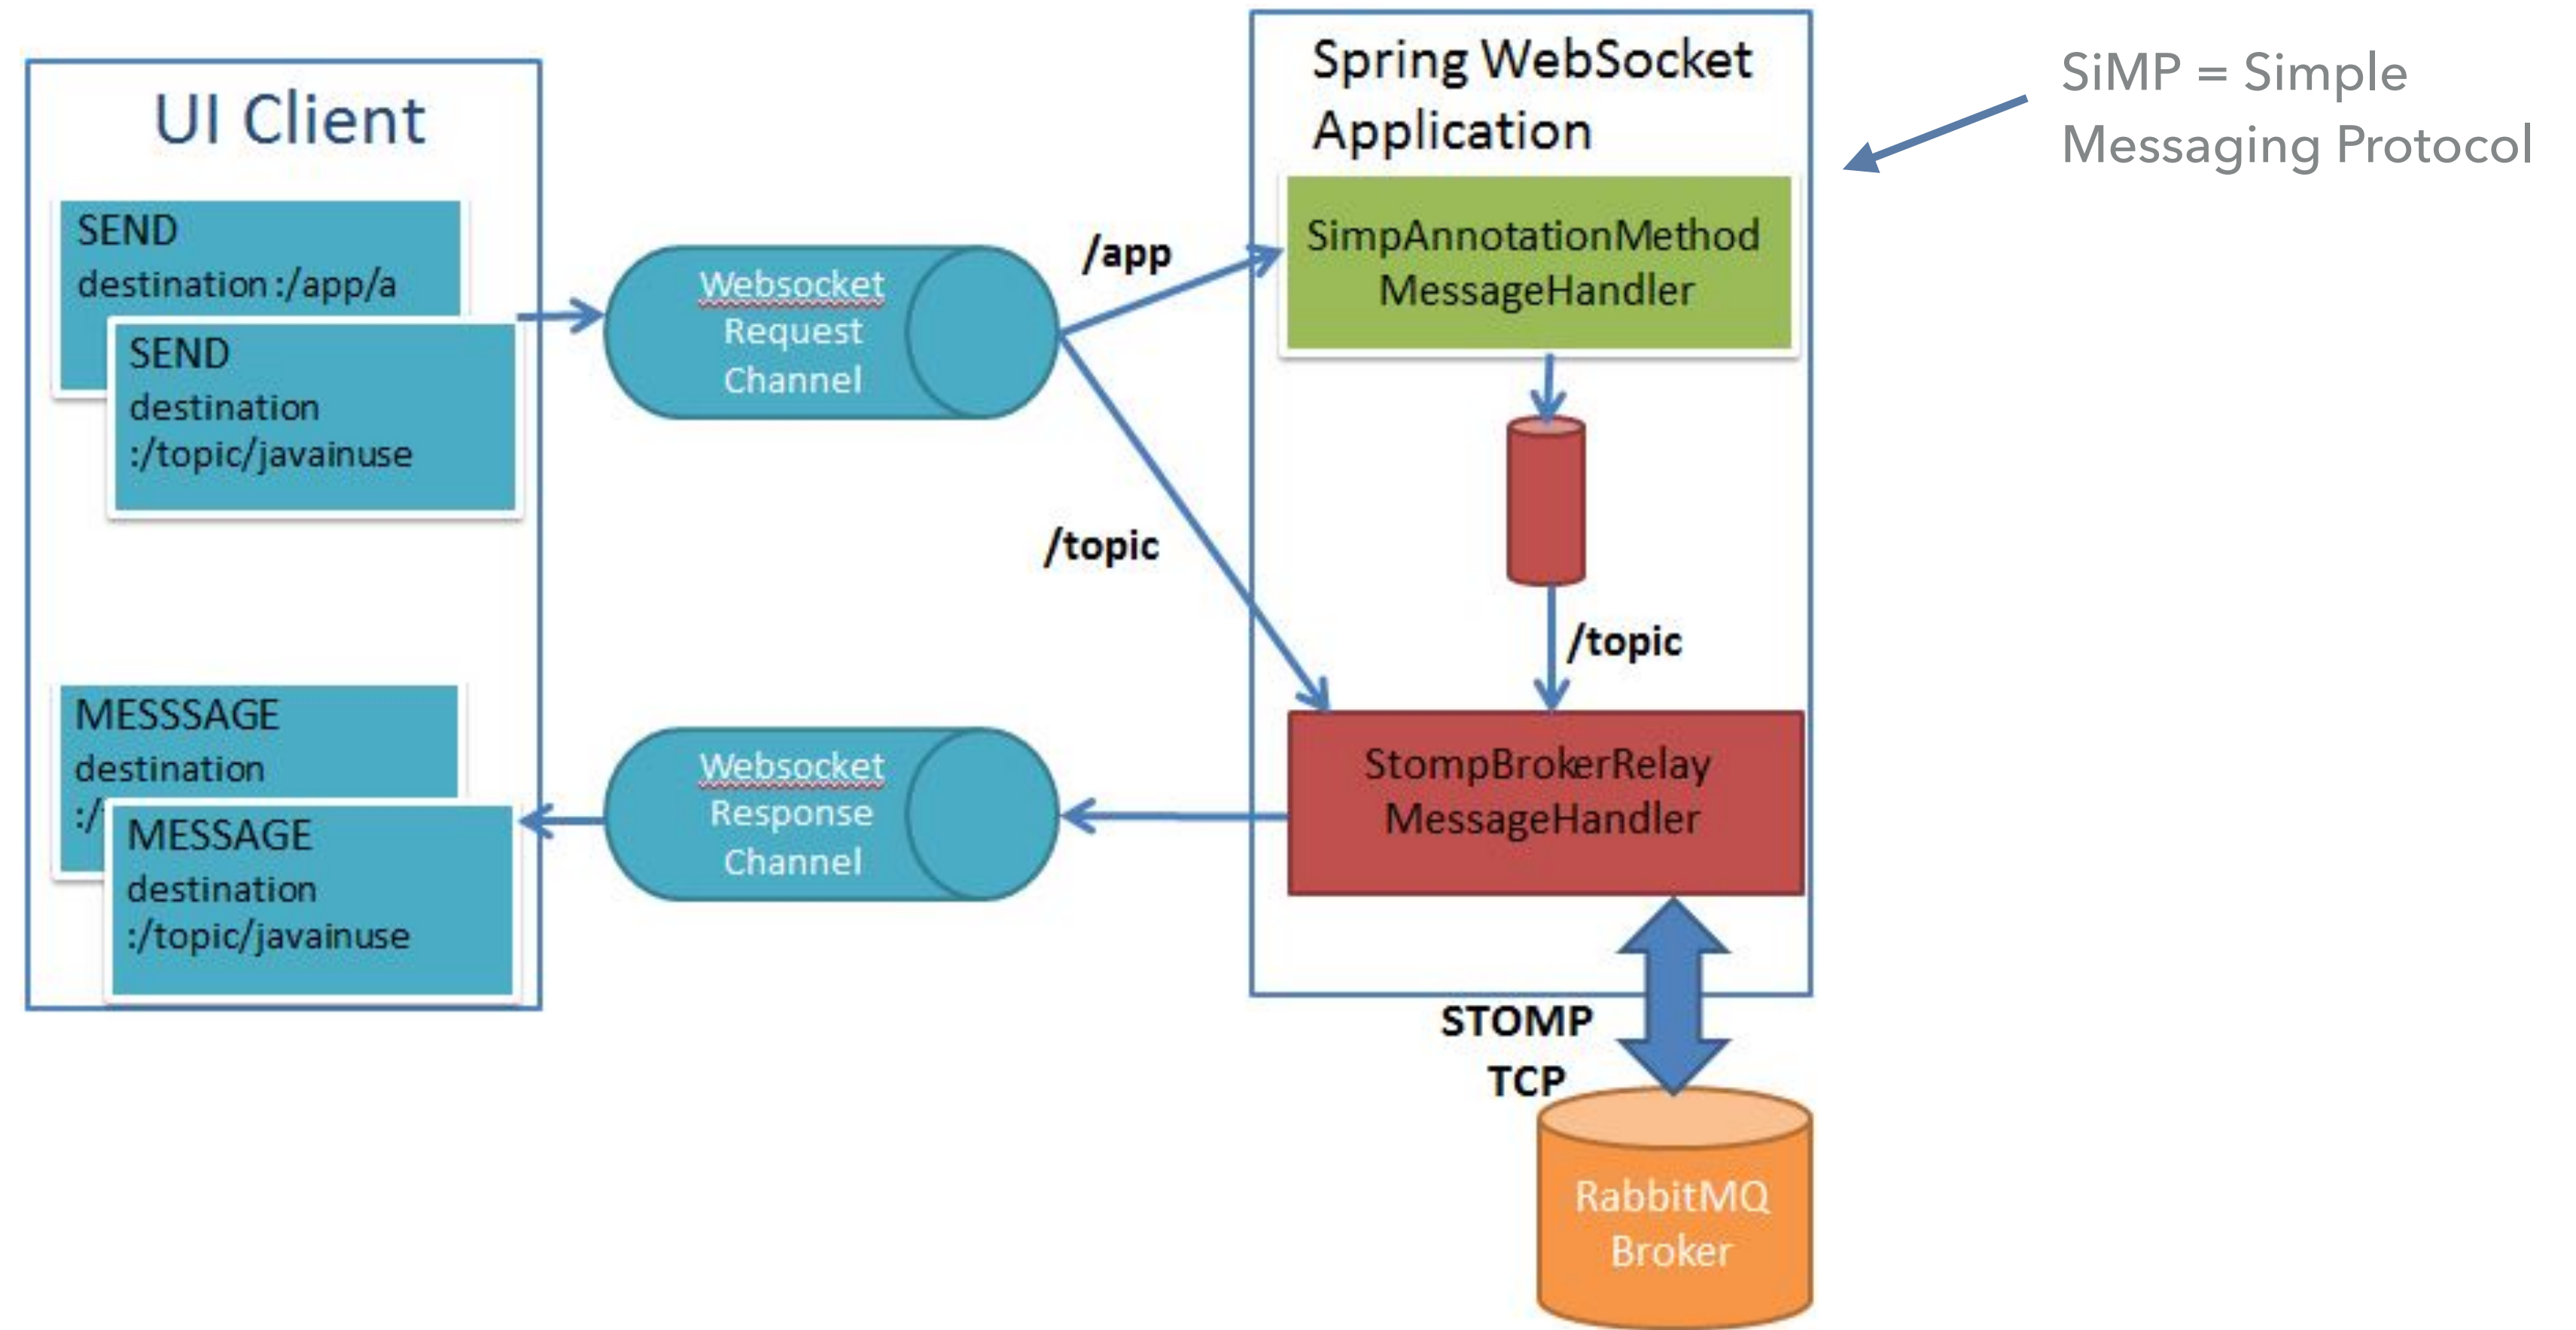 UI Client
SEND
destination :/app/a
SEND
destination
:/topic/javainuse
MESSSAGE
destination
:/
MESSAGE
destination
:/topic/javainuse
Websocket
Request
Channel
Websocket
Response
Channel
/app
/topic
Spring WebSocket
Application
SimpAnnotationMethod
MessageHandler
/topic
StompBrokerRelay
MessageHandler
STOMP
TCP
RabbitMQ
Broker
SiMP = Simple
Messaging Protocol